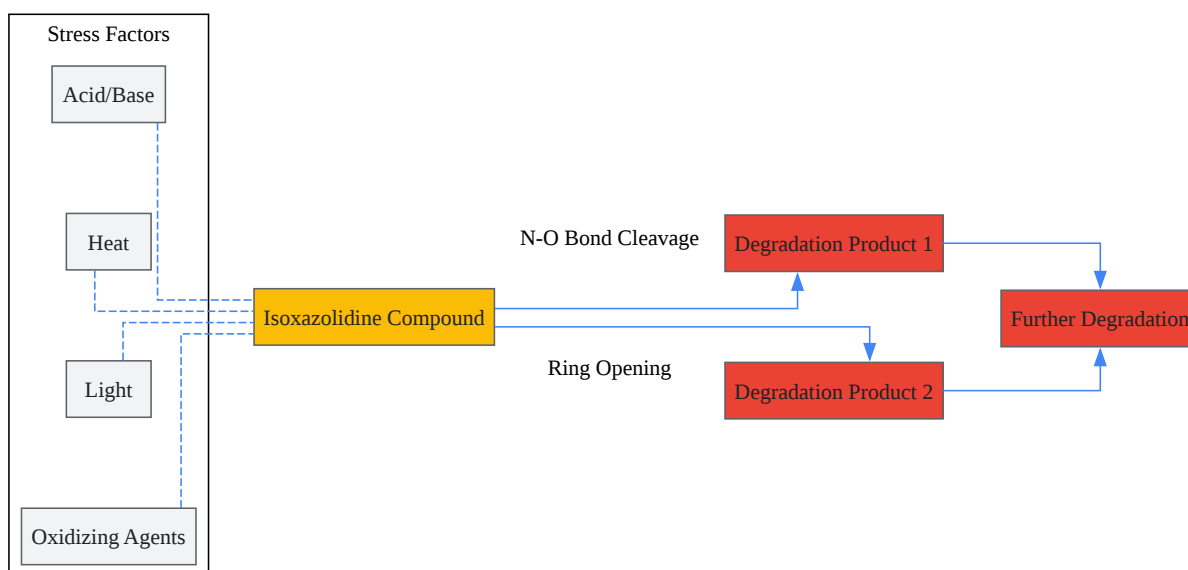 Stress Factors
Acid/Base
Heat
Light
Oxidizing Agents
Isoxazolidine Compound
N-O Bond Cleavage
Ring Opening
Degradation Product 1
Degradation Product 2
Further Degradation